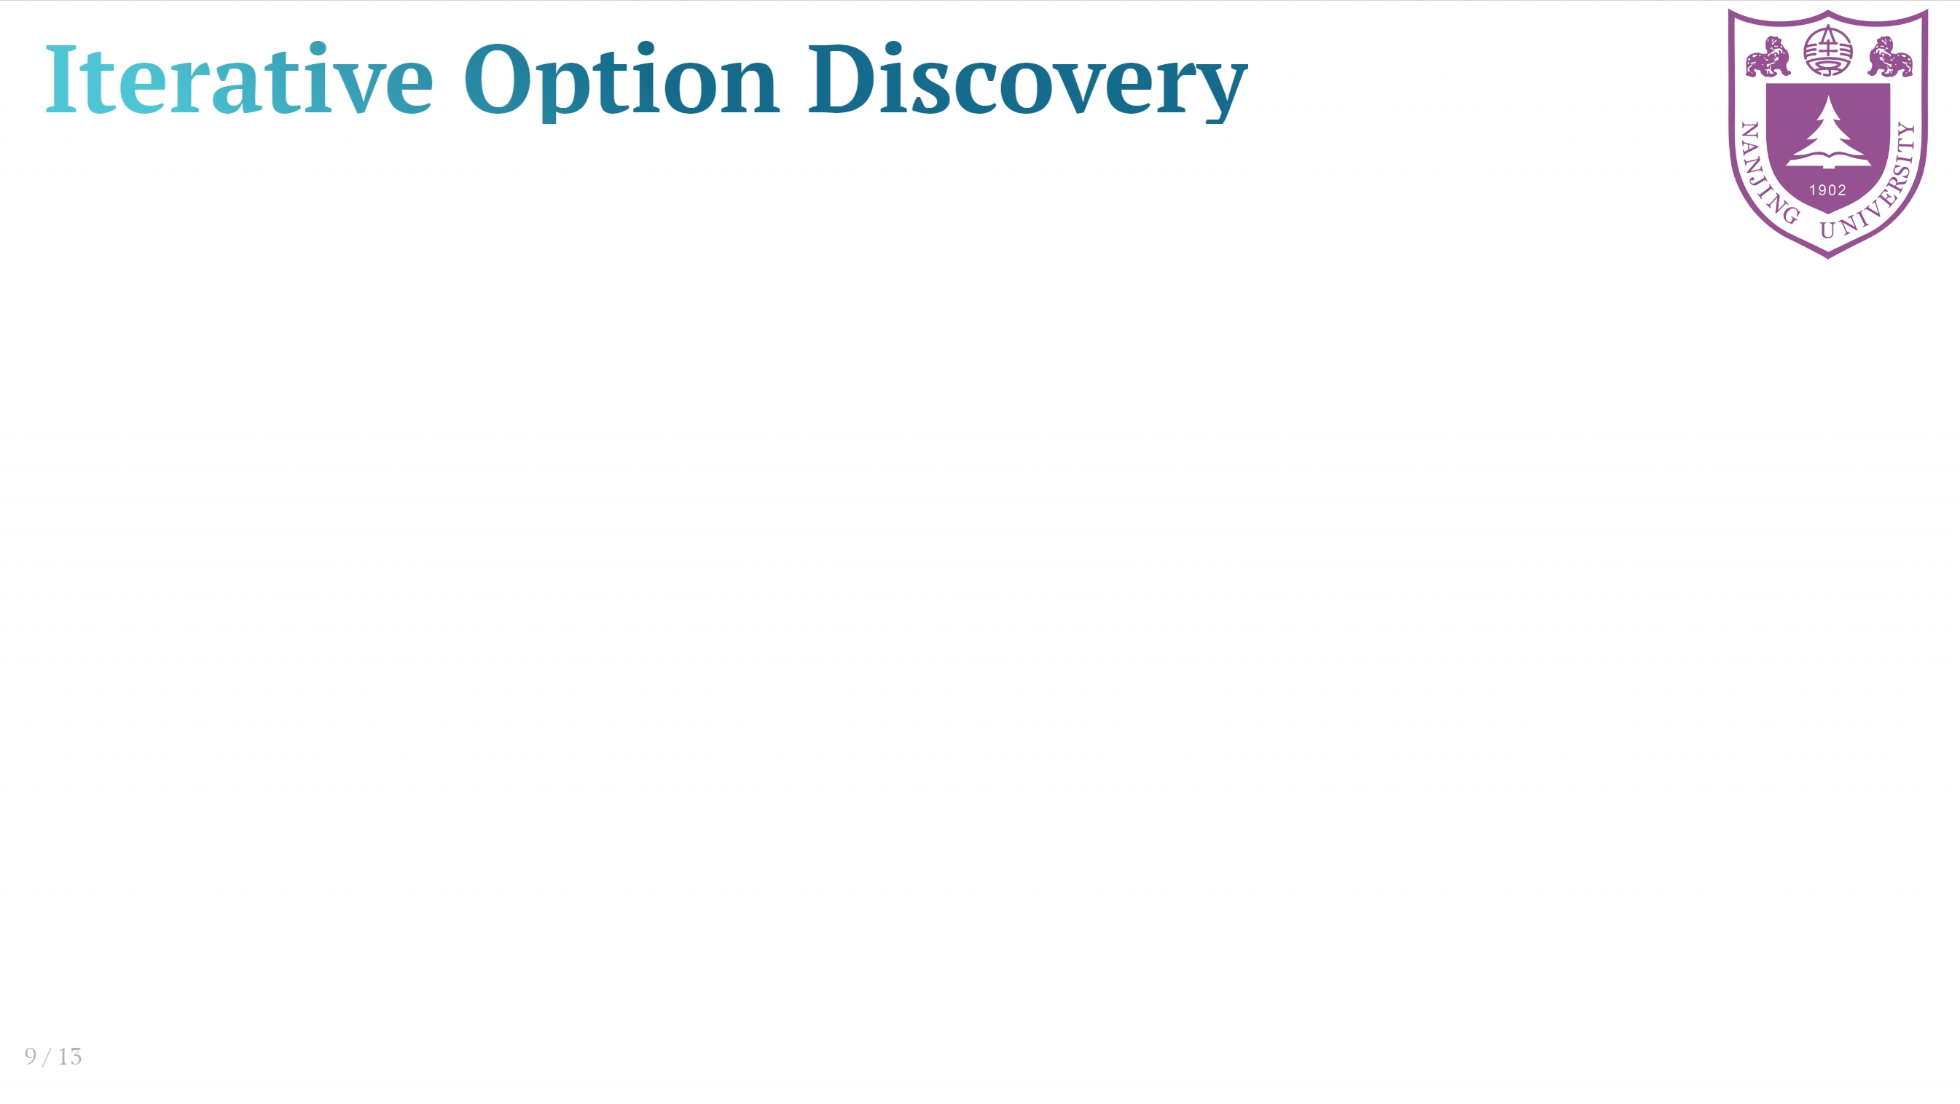 Iterative Option Discovery
NANJING UNIVERSITY
1902
9 / 13